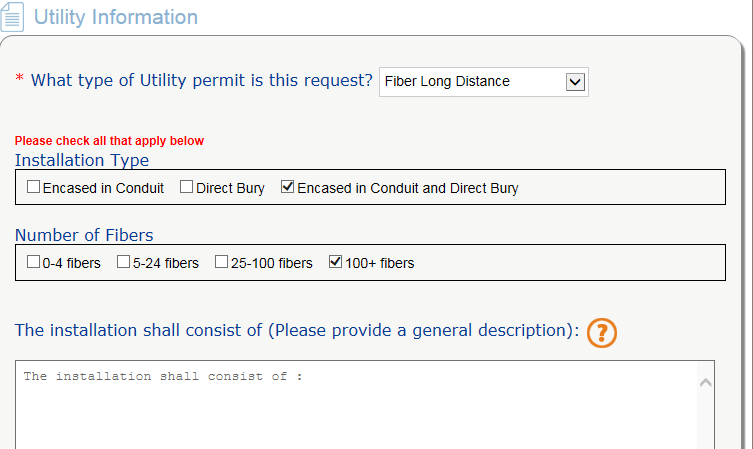 Utility Information
* What type of Utility permit is this request? Fiber Long Distance
Please check all that apply below
Installation Type
Encased in Conduit Direct Bury Encased in Conduit and Direct Bury
Number of Fibers
0-4 fibers 5-24 fibers 25-100 fibers 100+ fibers
The installation shall consist of (Please provide a general description): ?
The installation shall consist of :